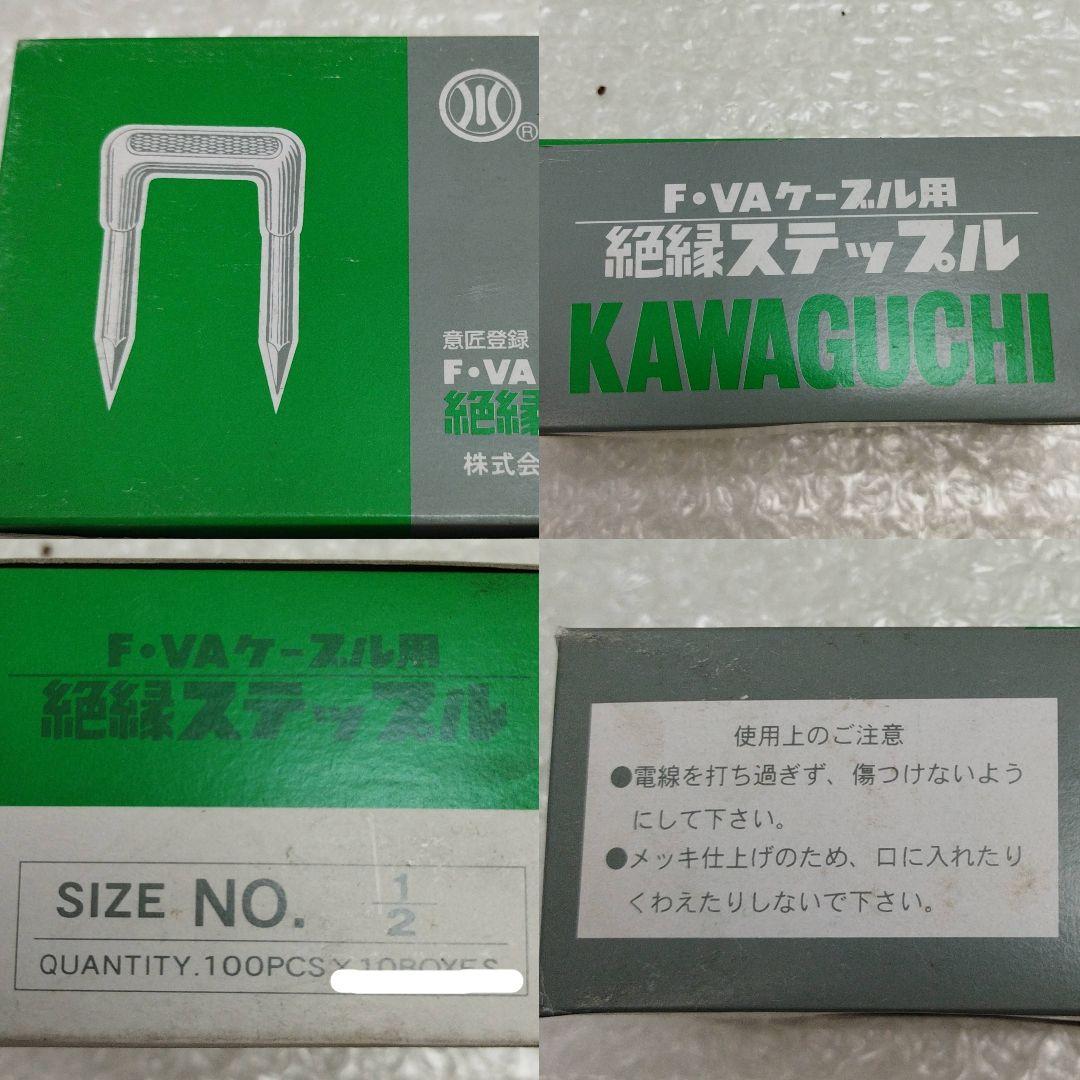 ®
意匠登録
F・VA
絶縁
株式会
F・VAケーブル用
絶縁ステップル
KAWAGUCHI
F・VAケーブル用
絶縁ステップル
SIZE NO. 1/2
QUANTITY.100PCS×10BOXES
使用上のご注意
●電線を打ち過ぎず、傷つけないよう
にして下さい。
●メッキ仕上げのため、口に入れたり
くわえたりしないで下さい。